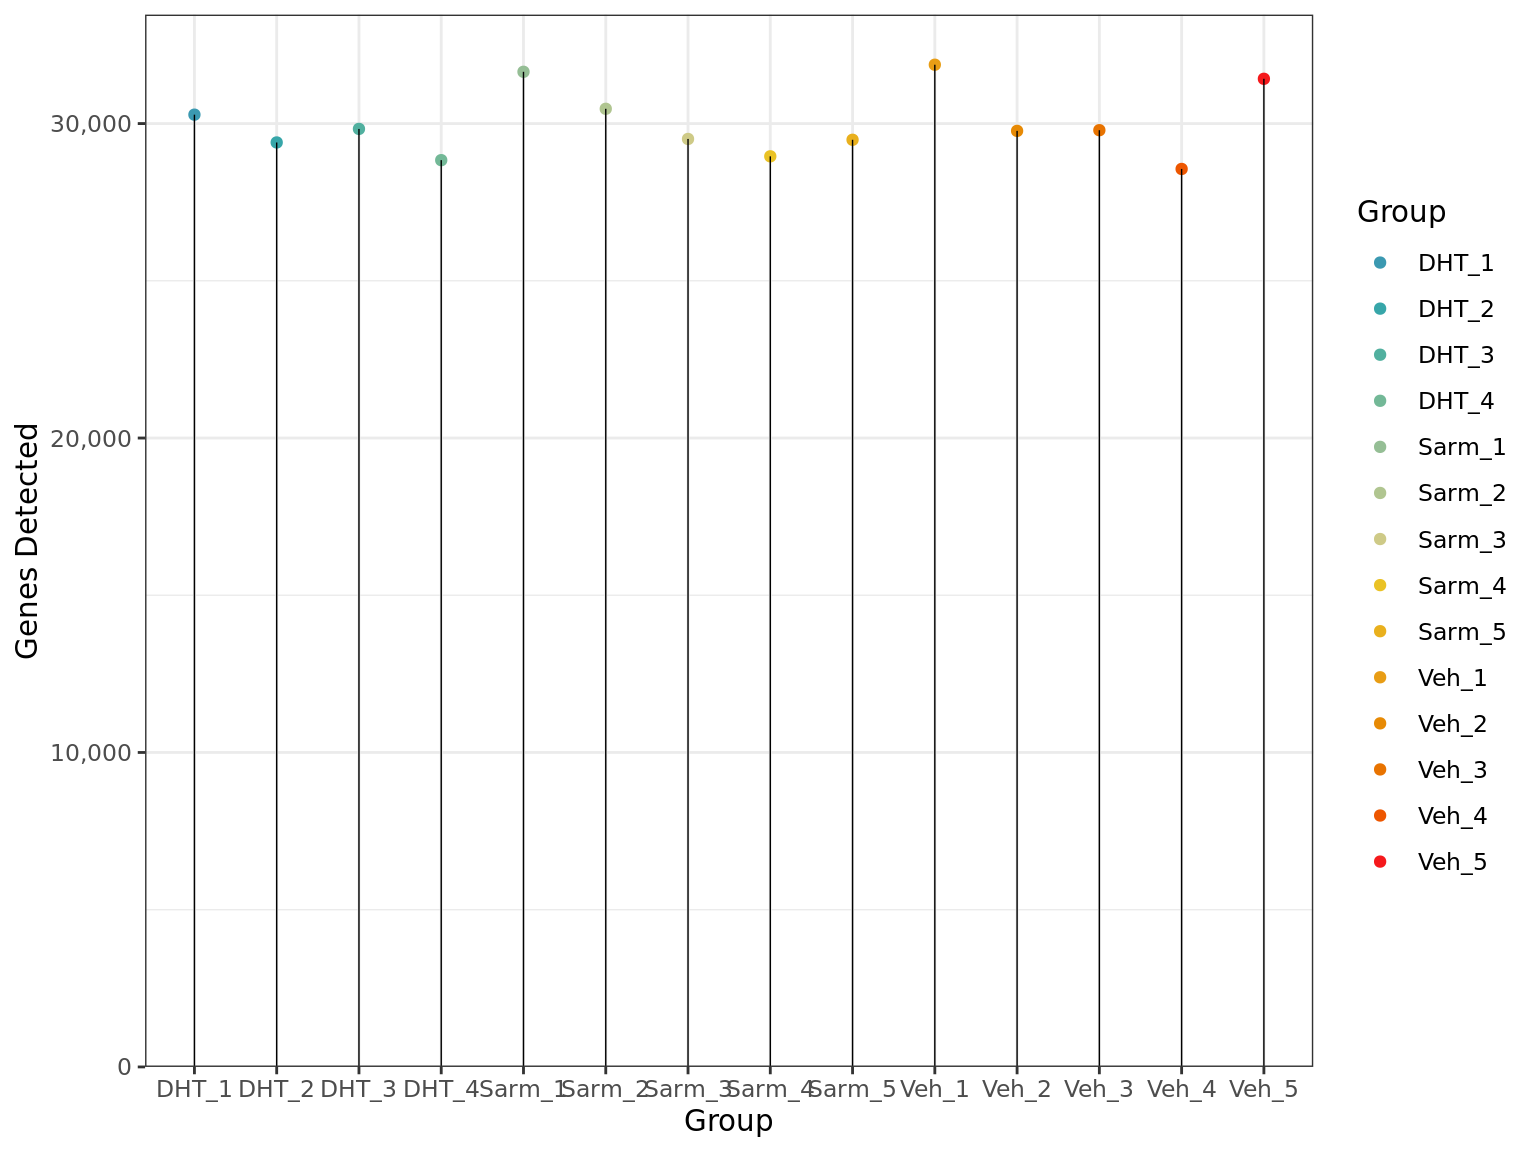 30,000
20,000
10,000
0
Genes Detected
DHT_1 DHT_2 DHT_3 DHT_4 Sarm_1 Sarm_2 Sarm_3 Sarm_4 Sarm_5 Veh_1 Veh_2 Veh_3 Veh_4 Veh_5
Group
Group
DHT_1
DHT_2
DHT_3
DHT_4
Sarm_1
Sarm_2
Sarm_3
Sarm_4
Sarm_5
Veh_1
Veh_2
Veh_3
Veh_4
Veh_5